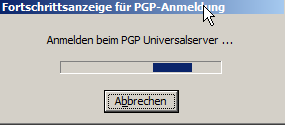 Fortschrittsanzeige für PGP-Anmeldung
Anmelden beim PGP Universalserver ...
Abbrechen